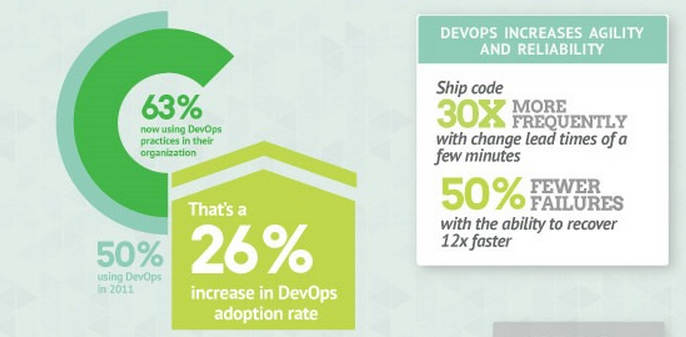 63%
now using DevOps
practices in their
organization
50%
using DevOps
in 2011
That's a
26%
increase in DevOps
adoption rate
DEVOPS INCREASES AGILITY
AND RELIABILITY
Ship code
30X MORE FREQUENTLY
with change lead times of a
few minutes
50% FEWER FAILURES
with the ability to recover
12x faster